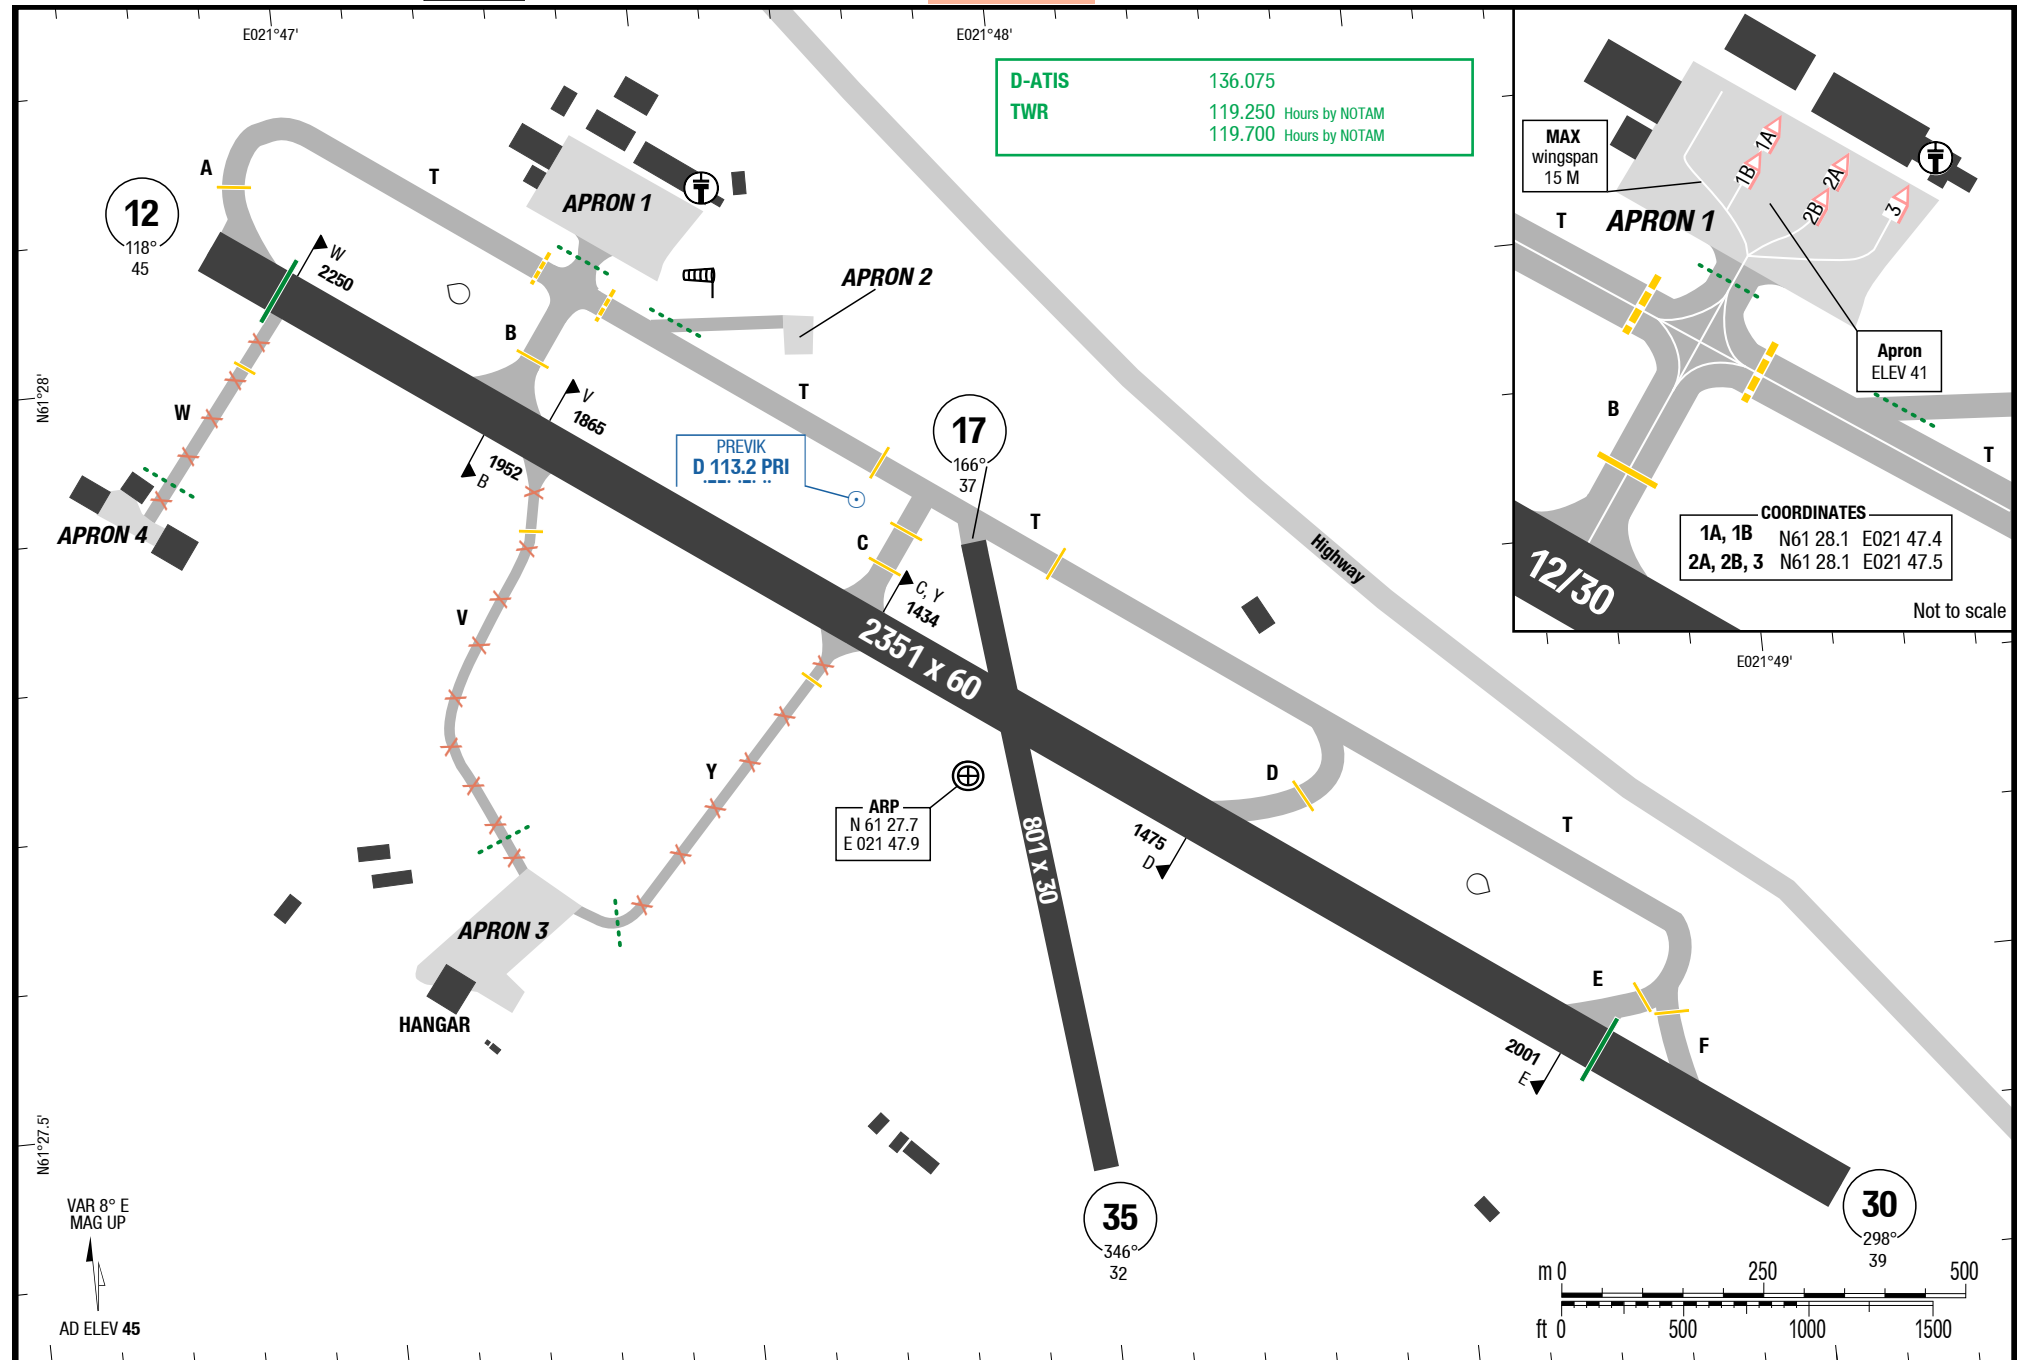 E021°47'
E021°48'
D-ATIS 136.075
TWR 119.250 Hours by NOTAM
119.700 Hours by NOTAM
A
T
12
118°
45
W
2250
APRON 1
APRON 2
B
T
V
1865
1952
B
W
APRON 4
N61°28'
PREVIK
D 113.2 PRI
17
166°
37
T
C
C, Y
1434
Highway
V
2351 x 60
Y
ARP
N 61 27.7
E 021 47.9
801 x 30
D
1475
D
T
APRON 3
HANGAR
E
F
2001
E
N61°27.5'
35
346°
32
30
298°
39
VAR 8° E
MAG UP
AD ELEV 45
m 0 250 500
ft 0 500 1000 1500
MAX
wingspan
15 M
1A
1B
2A
2B
3
T
APRON 1
Apron
ELEV 41
B
T
COORDINATES
1A, 1B N61 28.1 E021 47.4
2A, 2B, 3 N61 28.1 E021 47.5
12/30
Not to scale
E021°49'